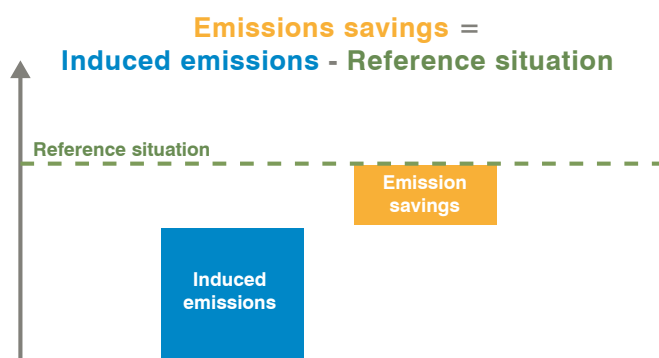 Emissions savings =
Induced emissions - Reference situation
Reference situation
Emission
savings
Induced
emissions